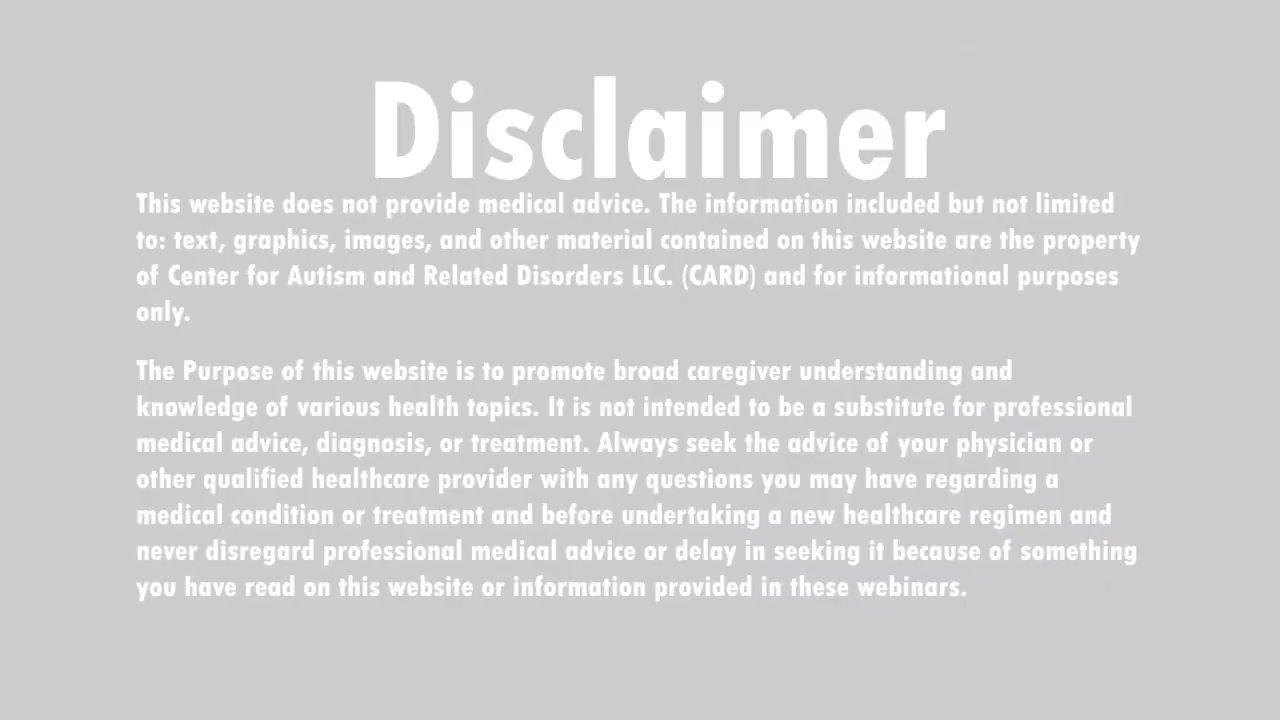 Disclaimer
This website does not provide medical advice. The information included but not limited
to: text, graphics, images, and other material contained on this website are the property
of Center for Autism and Related Disorders LLC. (CARD) and for informational purposes
only.
The Purpose of this website is to promote broad caregiver understanding and
knowledge of various health topics. It is not intended to be a substitute for professional
medical advice, diagnosis, or treatment. Always seek the advice of your physician or
other qualified healthcare provider with any questions you may have regarding a
medical condition or treatment and before undertaking a new healthcare regimen and
never disregard professional medical advice or delay in seeking it because of something
you have read on this website or information provided in these webinars.